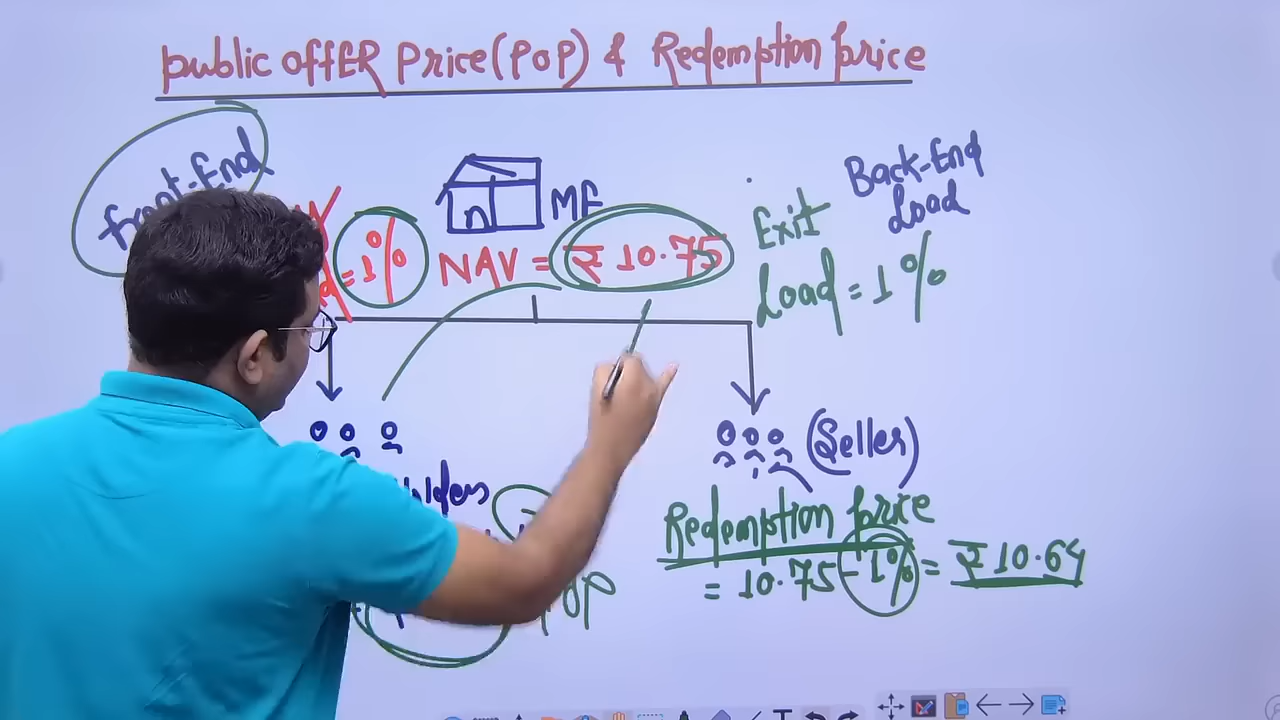 public offER Price(POP) & Redemption price
front-End
MF
Back-End
Load
Exit
Load = 1%
= 1%
NAV = ₹ 10.75
(Seller)
Redemption price
= 10.75 - 1% = ₹ 10.64